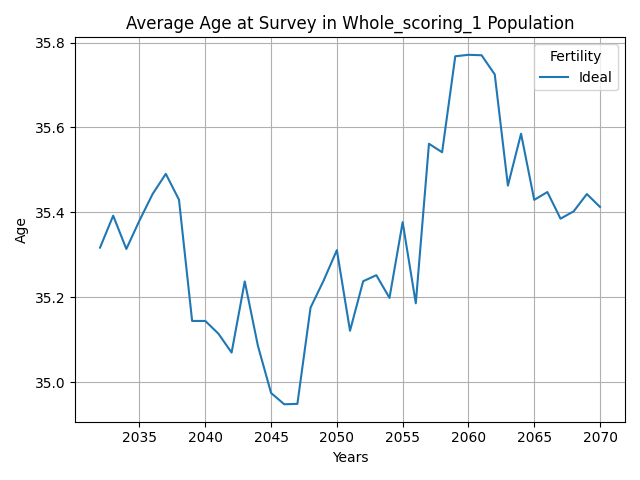 Average Age at Survey in Whole_scoring_1 Population
Fertility
Ideal
35.8
35.6
35.4
35.2
35.0
Age
2035 2040 2045 2050 2055 2060 2065 2070
Years